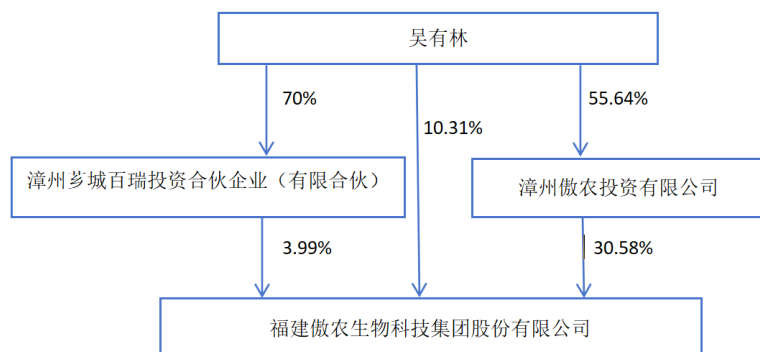 吴有林
70%
55.64%
10.31%
漳州芗城百瑞投资合伙企业（有限合伙）
漳州傲农投资有限公司
3.99%
30.58%
福建傲农生物科技集团股份有限公司